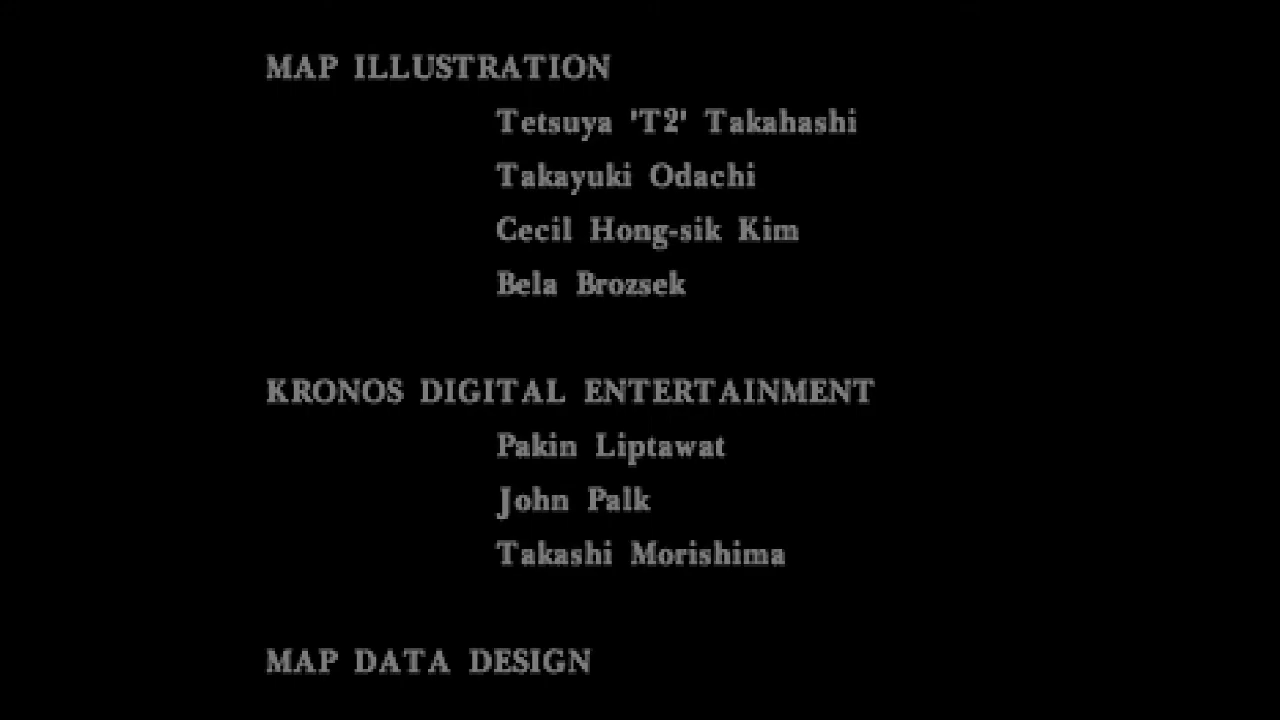 MAP ILLUSTRATION
Tetsuya 'T2' Takahashi
Takayuki Odachi
Cecil Hong-sik Kim
Bela Brozsek
KRONOS DIGITAL ENTERTAINMENT
Pakin Liptawat
John Palk
Takashi Morishima
MAP DATA DESIGN